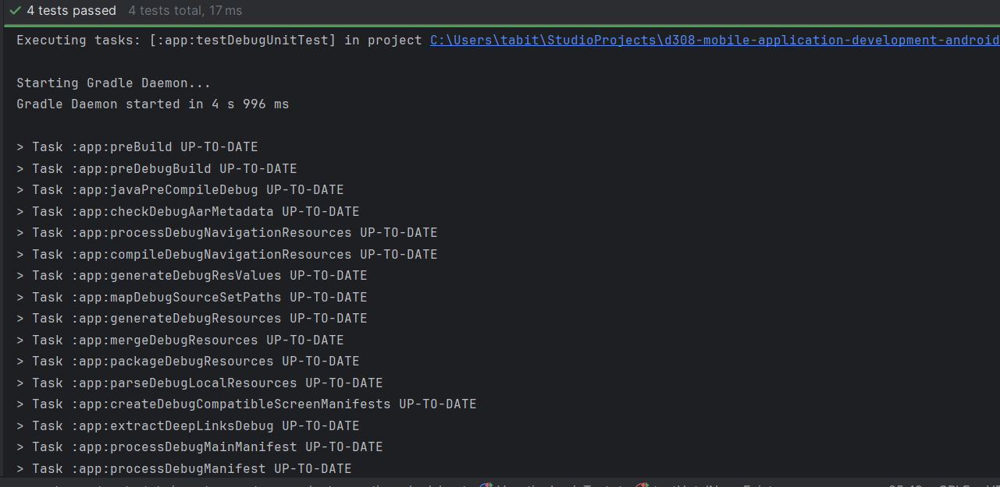 4 tests passed 4 tests total, 17 ms
Executing tasks: [:app:testDebugUnitTest] in project C:\Users\tabit\StudioProjects\d308-mobile-application-development-android
Starting Gradle Daemon...
Gradle Daemon started in 4 s 996 ms
> Task :app:preBuild UP-TO-DATE
> Task :app:preDebugBuild UP-TO-DATE
> Task :app:javaPreCompileDebug UP-TO-DATE
> Task :app:checkDebugAarMetadata UP-TO-DATE
> Task :app:processDebugNavigationResources UP-TO-DATE
> Task :app:compileDebugNavigationResources UP-TO-DATE
> Task :app:generateDebugResValues UP-TO-DATE
> Task :app:mapDebugSourceSetPaths UP-TO-DATE
> Task :app:generateDebugResources UP-TO-DATE
> Task :app:mergeDebugResources UP-TO-DATE
> Task :app:packageDebugResources UP-TO-DATE
> Task :app:parseDebugLocalResources UP-TO-DATE
> Task :app:createDebugCompatibleScreenManifests UP-TO-DATE
> Task :app:extractDeepLinksDebug UP-TO-DATE
> Task :app:processDebugMainManifest UP-TO-DATE
> Task :app:processDebugManifest UP-TO-DATE